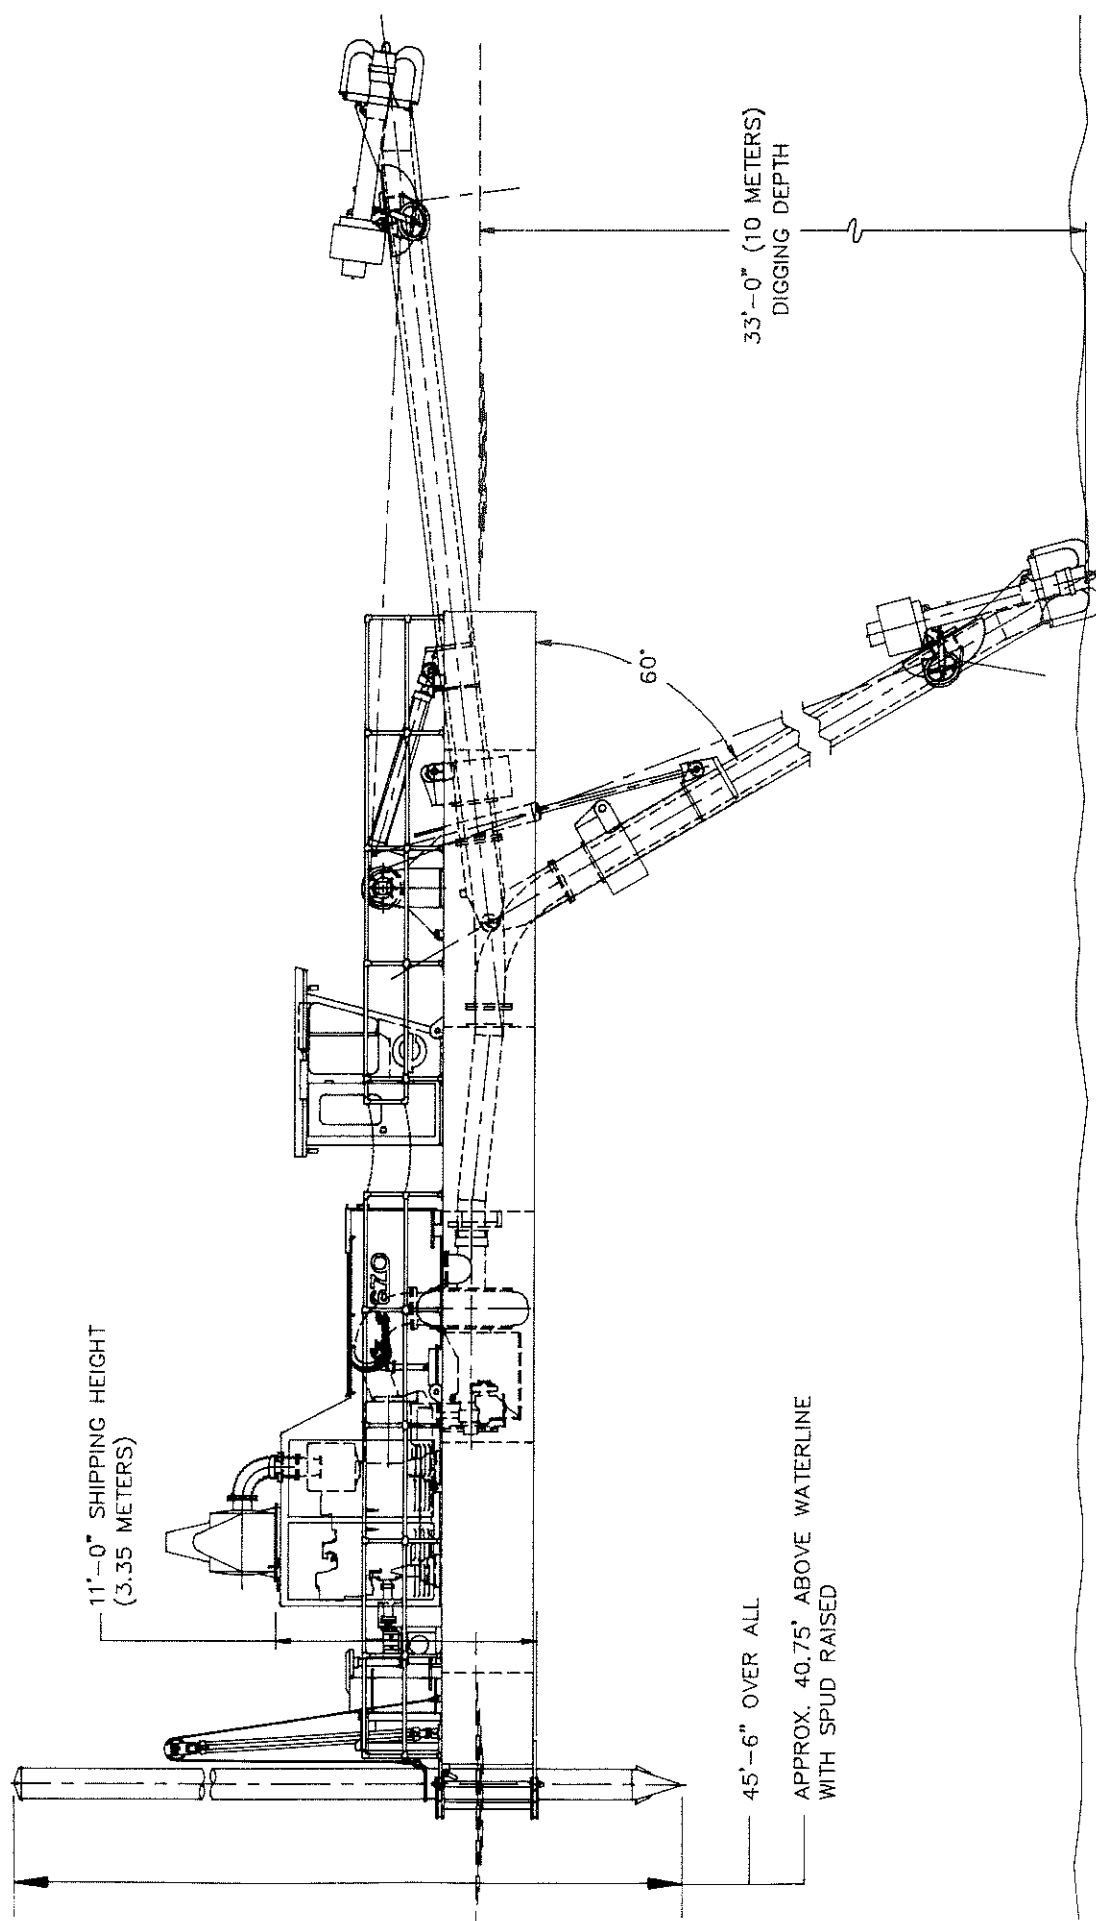 33'-0" (10 METERS)
DIGGING DEPTH
60°
670
11'-0" SHIPPING HEIGHT
(3.35 METERS)
45'-6" OVER ALL
APPROX. 40.75' ABOVE WATERLINE
WITH SPUD RAISED